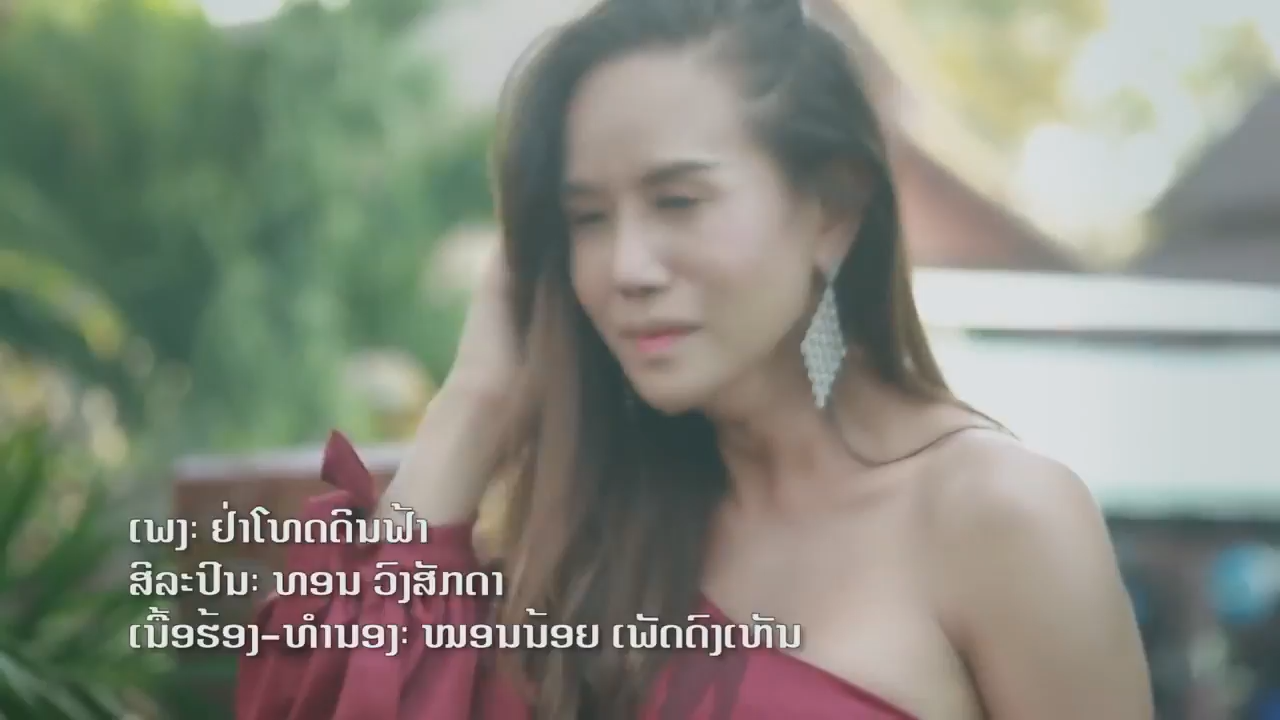 ເພງ: ຢ່າໂທດດິນຟ້າ
ສິລະປິນ: ທອນ ວົງສັກດາ
ເນື້ອຮ້ອງ-ທຳນອງ: ໝອນນ້ອຍ ເພັດດົງເຫັນ